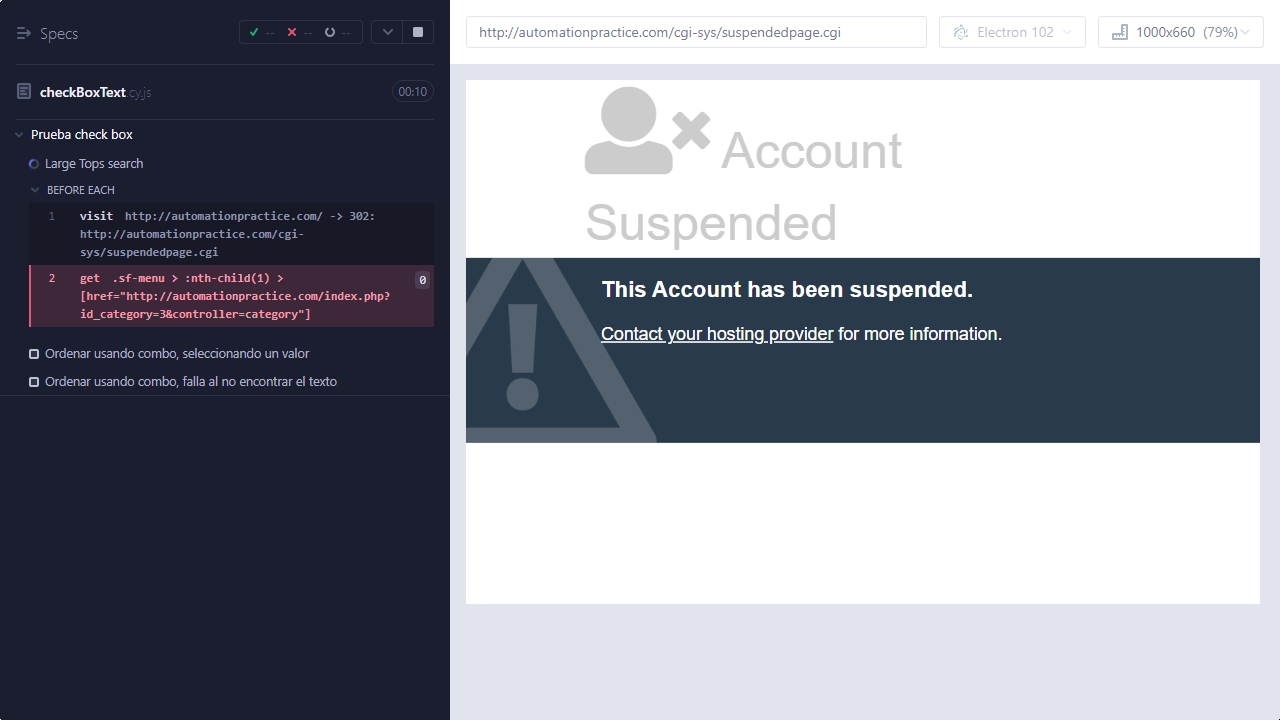 Specs
-- -- --
checkBoxText.cy.js
00:10
Prueba check box
Large Tops search
BEFORE EACH
1 visit http://automationpractice.com/ -> 302:
http://automationpractice.com/cgi-
sys/suspendedpage.cgi
2 get .sf-menu > :nth-child(1) > 0
[href="http://automationpractice.com/index.php?
id_category=3&controller=category"]
Ordenar usando combo, seleccionando un valor
Ordenar usando combo, falla al no encontrar el texto
http://automationpractice.com/cgi-sys/suspendedpage.cgi
Electron 102
1000x660 (79%)
Account
Suspended
This Account has been suspended.
Contact your hosting provider for more information.